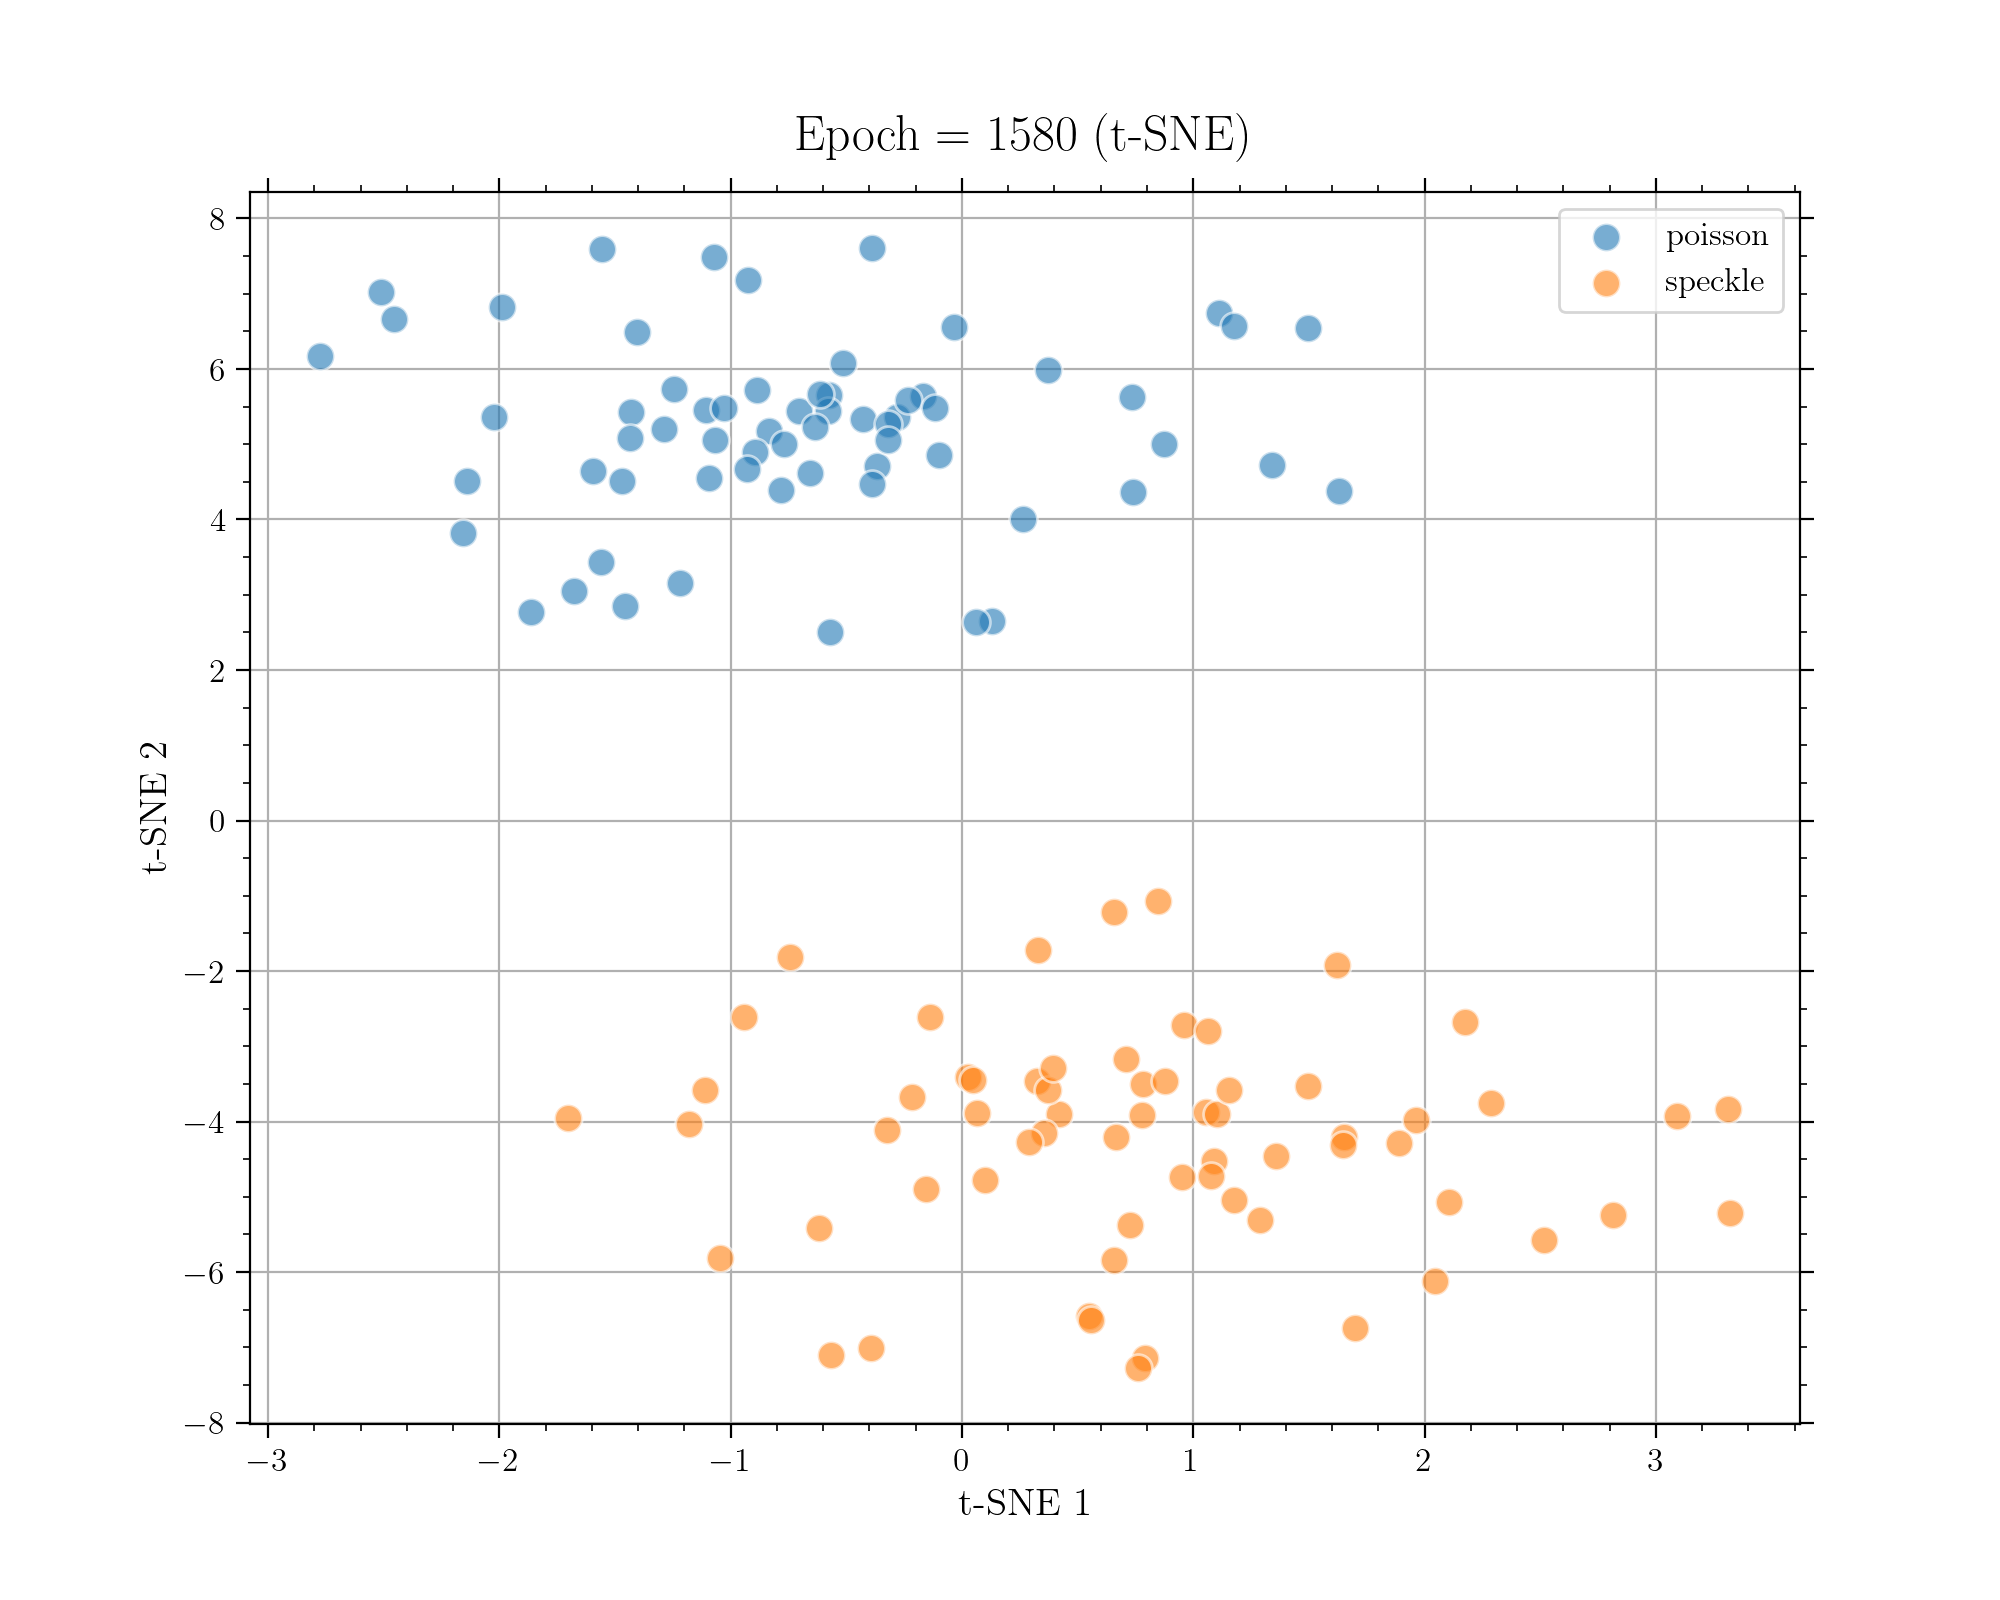 Epoch = 1580 (t-SNE)
poisson
speckle
8
6
4
2
0
−2
−4
−6
−8
t-SNE 2
−3 −2 −1 0 1 2 3
t-SNE 1